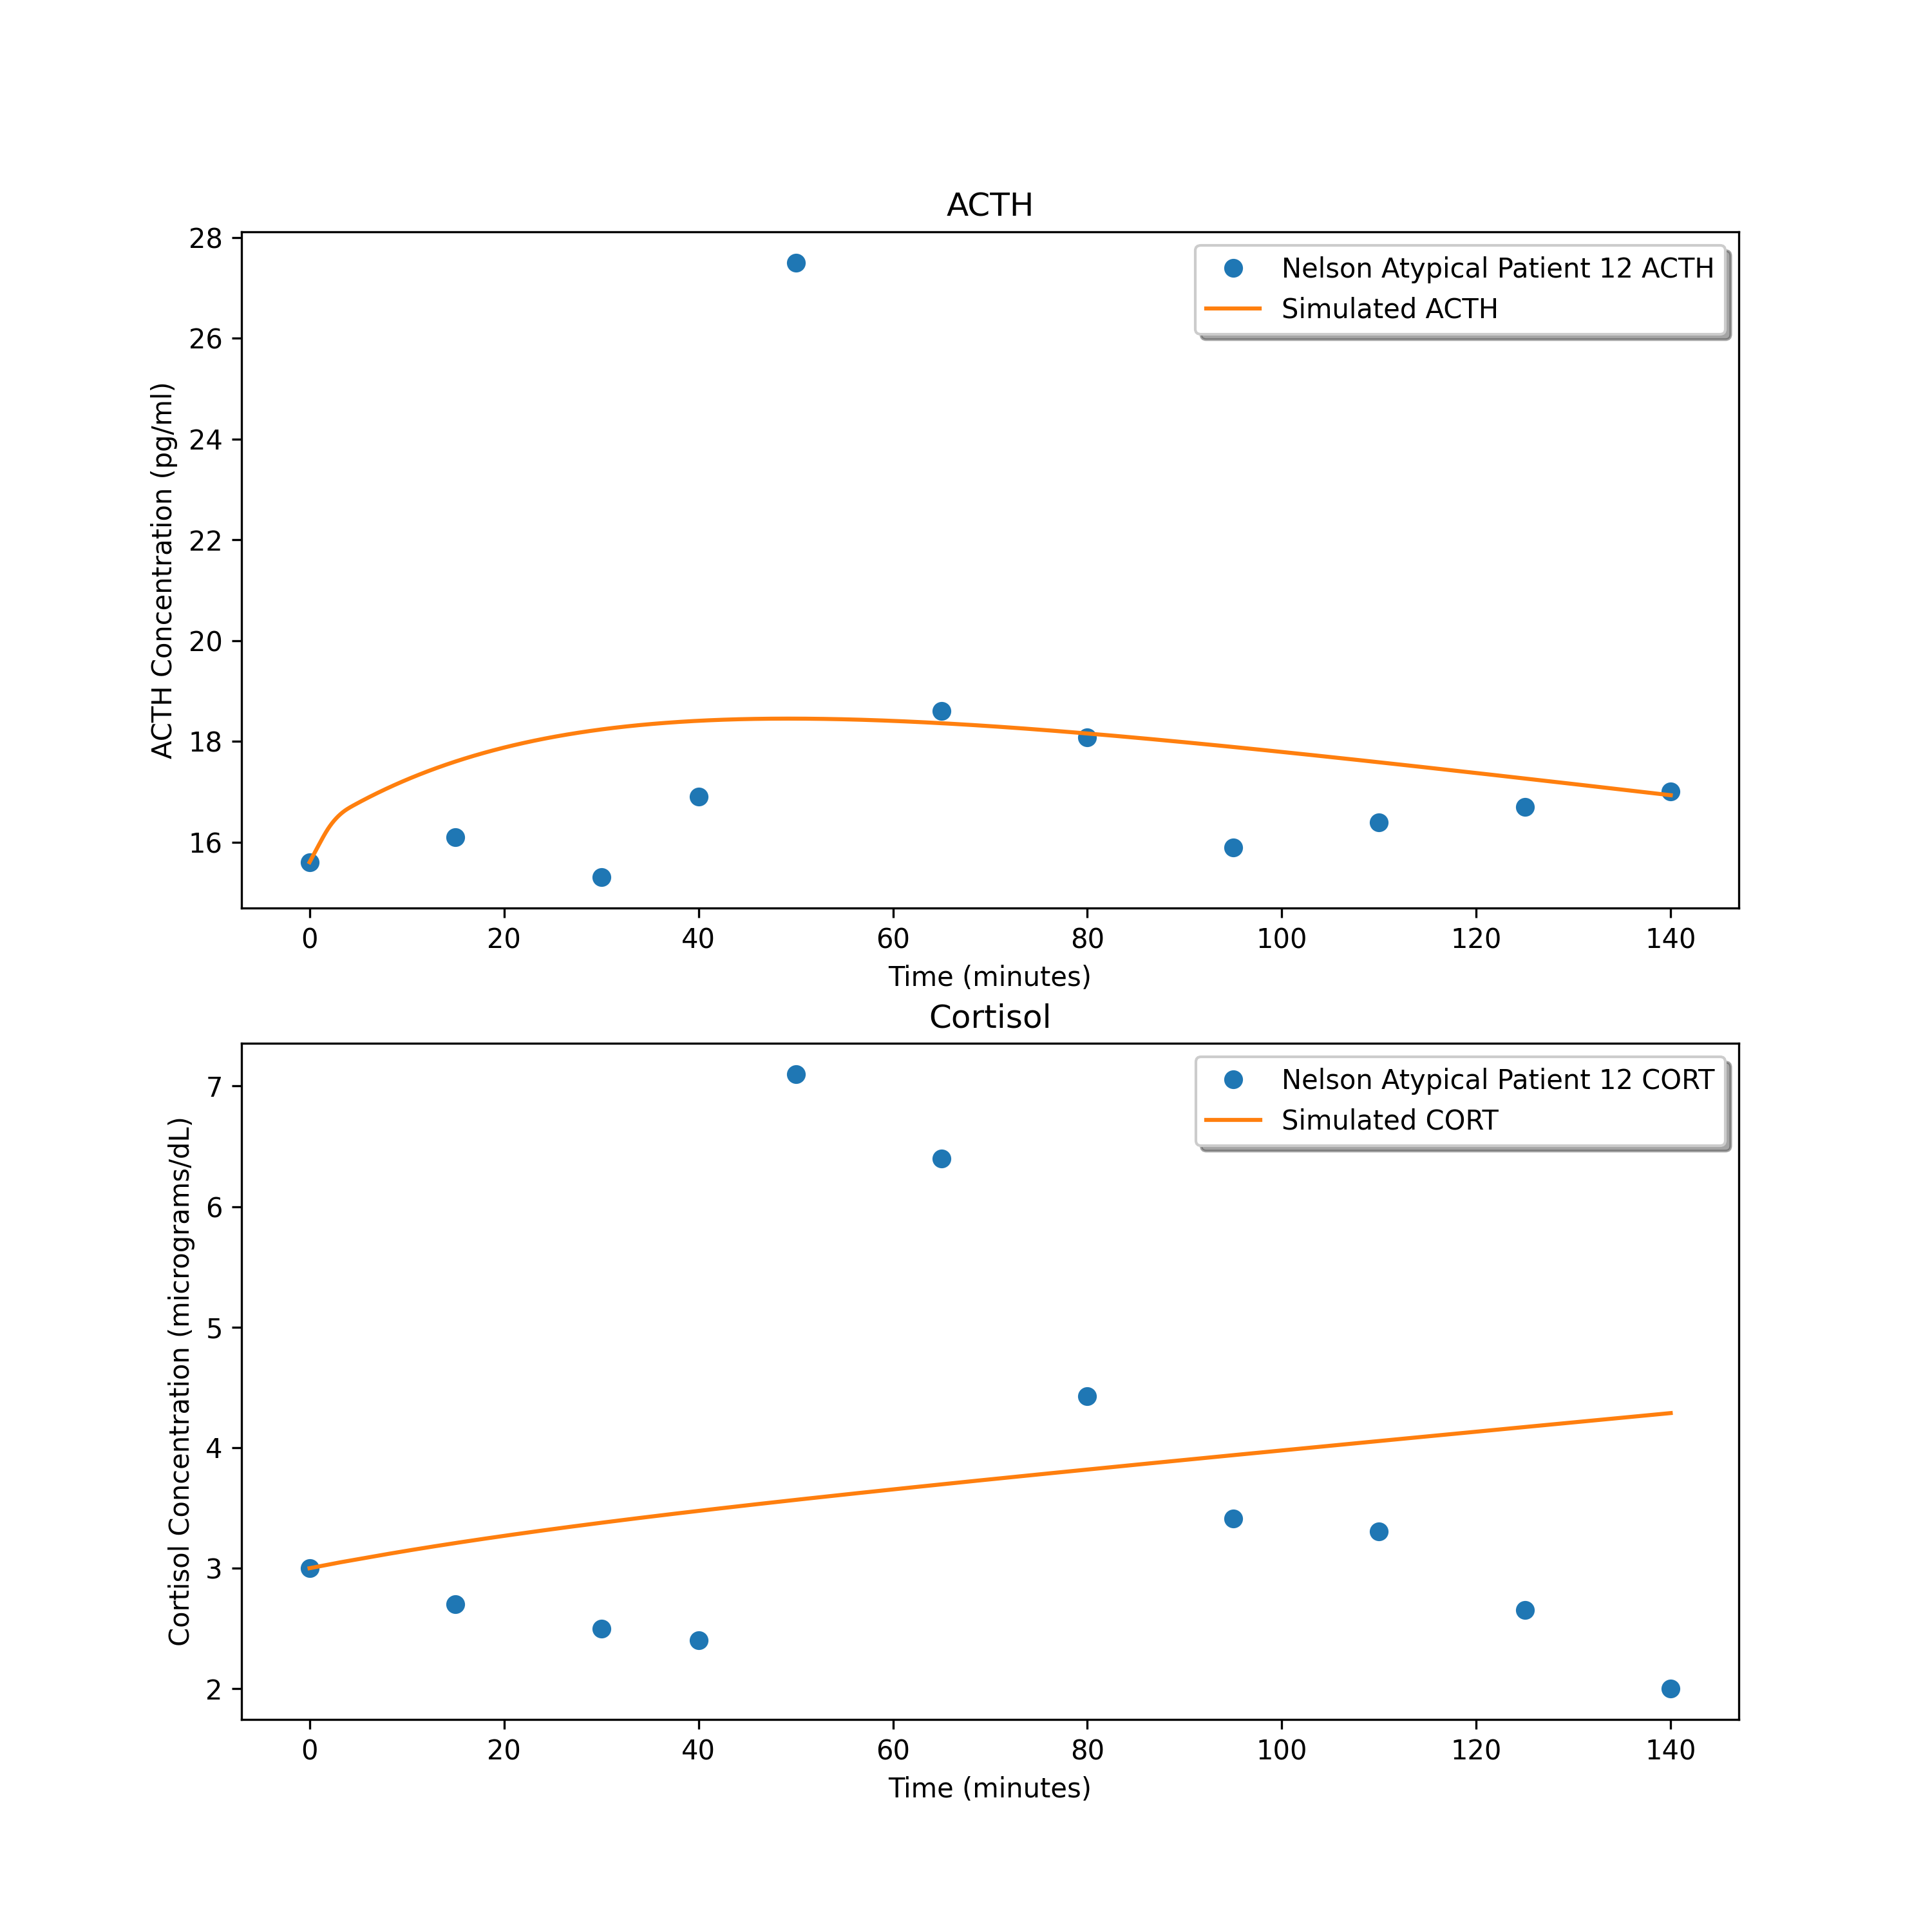 ACTH
28
26
24
22
20
18
16
ACTH Concentration (pg/ml)
Nelson Atypical Patient 12 ACTH
Simulated ACTH
0 20 40 60 80 100 120 140
Time (minutes)
Cortisol
7
6
5
4
3
2
Cortisol Concentration (micrograms/dL)
Nelson Atypical Patient 12 CORT
Simulated CORT
0 20 40 60 80 100 120 140
Time (minutes)